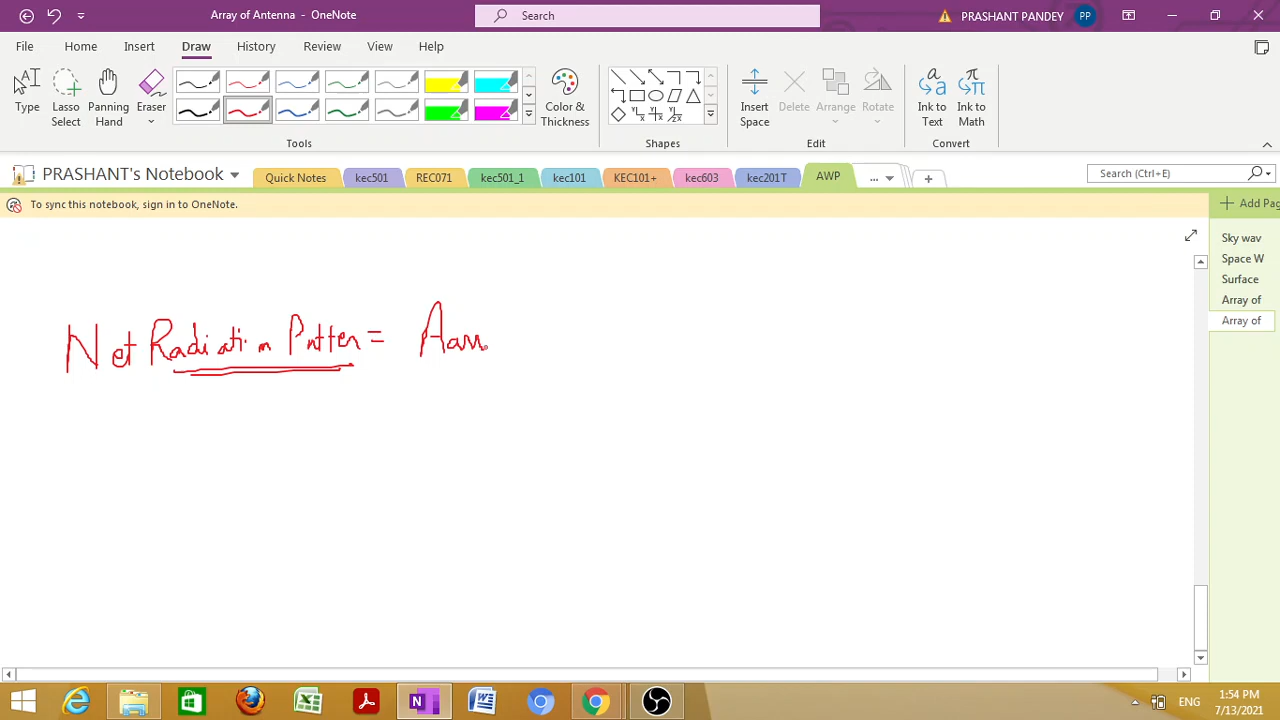 Array of Antenna - OneNote
Search
PRASHANT PANDEY
PP
File Home Insert Draw History Review View Help
Type
Lasso Select
Panning Hand
Eraser
Color & Thickness
Insert Space
Delete
Arrange
Rotate
Ink to Text
Ink to Math
Tools
Shapes
Edit
Convert
PRASHANT's Notebook
Quick Notes kec501 REC071 kec501_1 kec101 KEC101+ kec603 kec201T AWP ...
Search (Ctrl+E)
To sync this notebook, sign in to OneNote.
Add Pag
Sky wav
Space W
Surface
Array of
Array of
Net Radiation Patten =
ENG
1:54 PM
7/13/2021